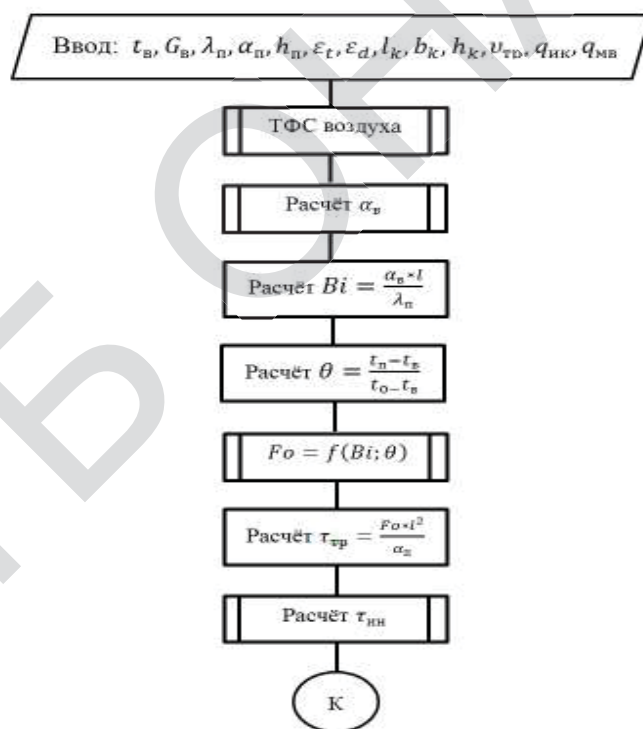 Ввод: tв, Gв, λп, αп, hп, εt, εd, lk, bk, hk, υтр, qик, qмв
ТФС воздуха
Расчёт αв
Расчёт Bi = αв*l / λп
Расчёт θ = tп−tв / tо−tв
Fo = f(Bi; θ)
Расчёт τтр = Fo*l² / αп
Расчёт τин
К